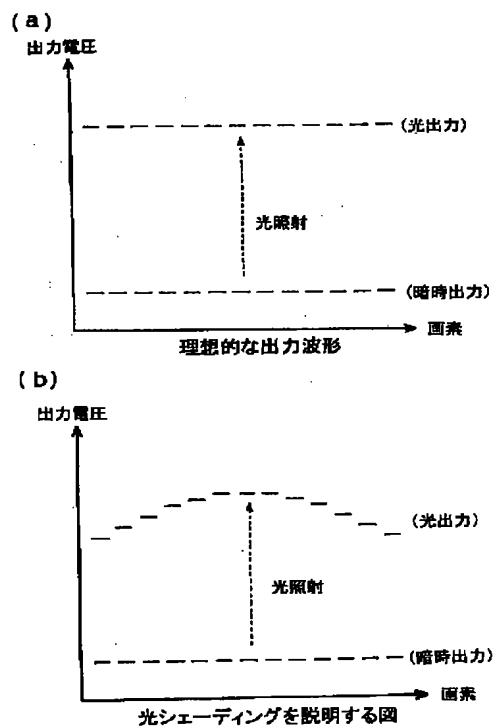 (a)
出力電圧
(光出力)
光照射
(暗時出力)
画素
理想的な出力波形
(b)
出力電圧
(光出力)
光照射
(暗時出力)
画素
光シェーディングを説明する図